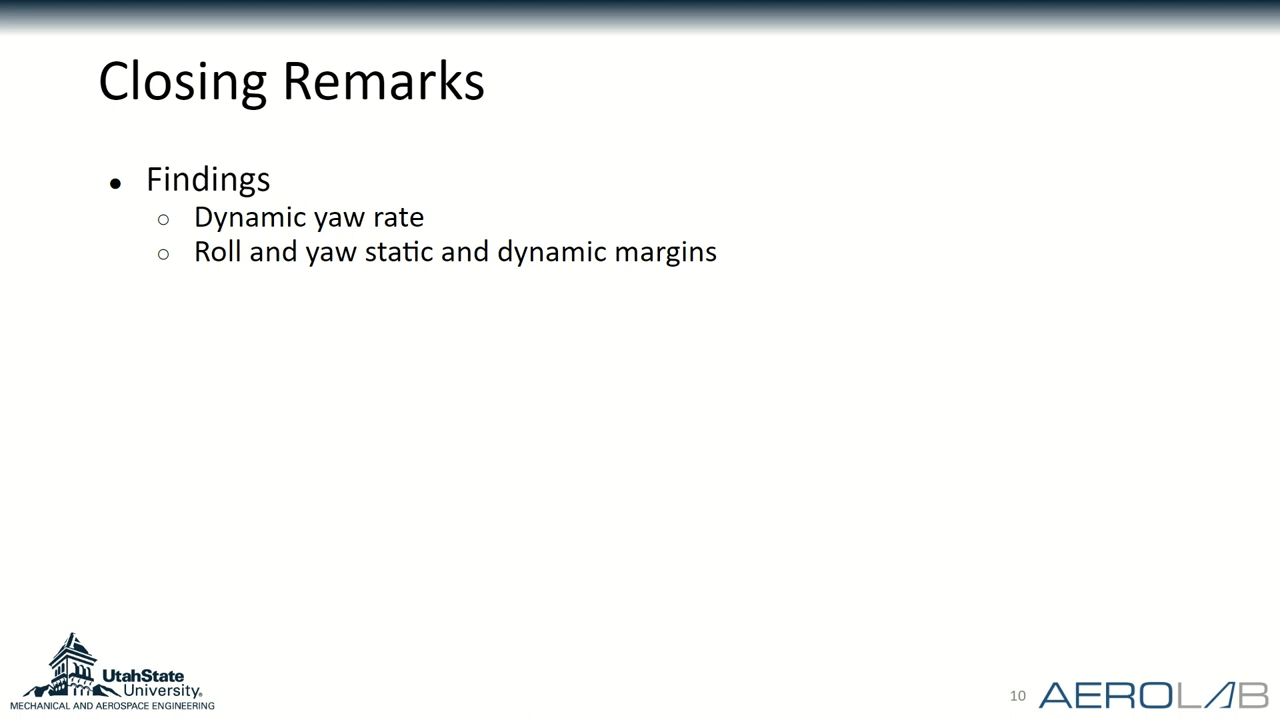 Closing Remarks
● Findings
○ Dynamic yaw rate
○ Roll and yaw static and dynamic margins
UtahState
University®
MECHANICAL AND AEROSPACE ENGINEERING
10
AEROLAB